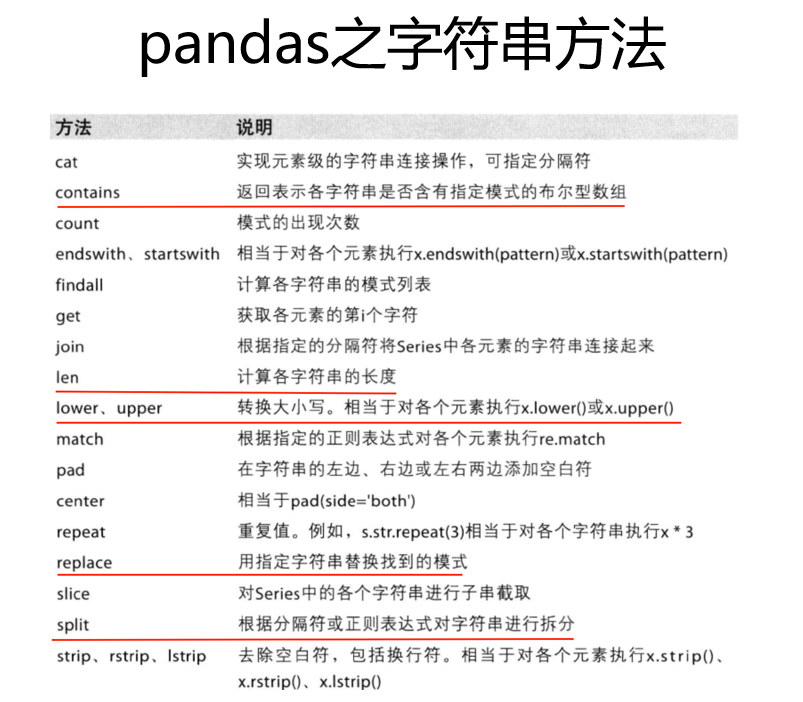 pandas之字符串方法
方法 说明
cat 实现元素级的字符串连接操作，可指定分隔符
contains 返回表示各字符串是否含有指定模式的布尔型数组
count 模式的出现次数
endswith、startswith 相当于对各个元素执行x.endswith(pattern)或x.startswith(pattern)
findall 计算各字符串的模式列表
get 获取各元素的第i个字符
join 根据指定的分隔符将Series中各元素的字符串连接起来
len 计算各字符串的长度
lower、upper 转换大小写。相当于对各个元素执行x.lower()或x.upper()
match 根据指定的正则表达式对各个元素执行re.match
pad 在字符串的左边、右边或左右两边添加空白符
center 相当于pad(side='both')
repeat 重复值。例如，s.str.repeat(3)相当于对各个字符串执行x * 3
replace 用指定字符串替换找到的模式
slice 对Series中的各个字符串进行子串截取
split 根据分隔符或正则表达式对字符串进行拆分
strip、rstrip、lstrip 去除空白符，包括换行符。相当于对各个元素执行x.strip()、
x.rstrip()、x.lstrip()